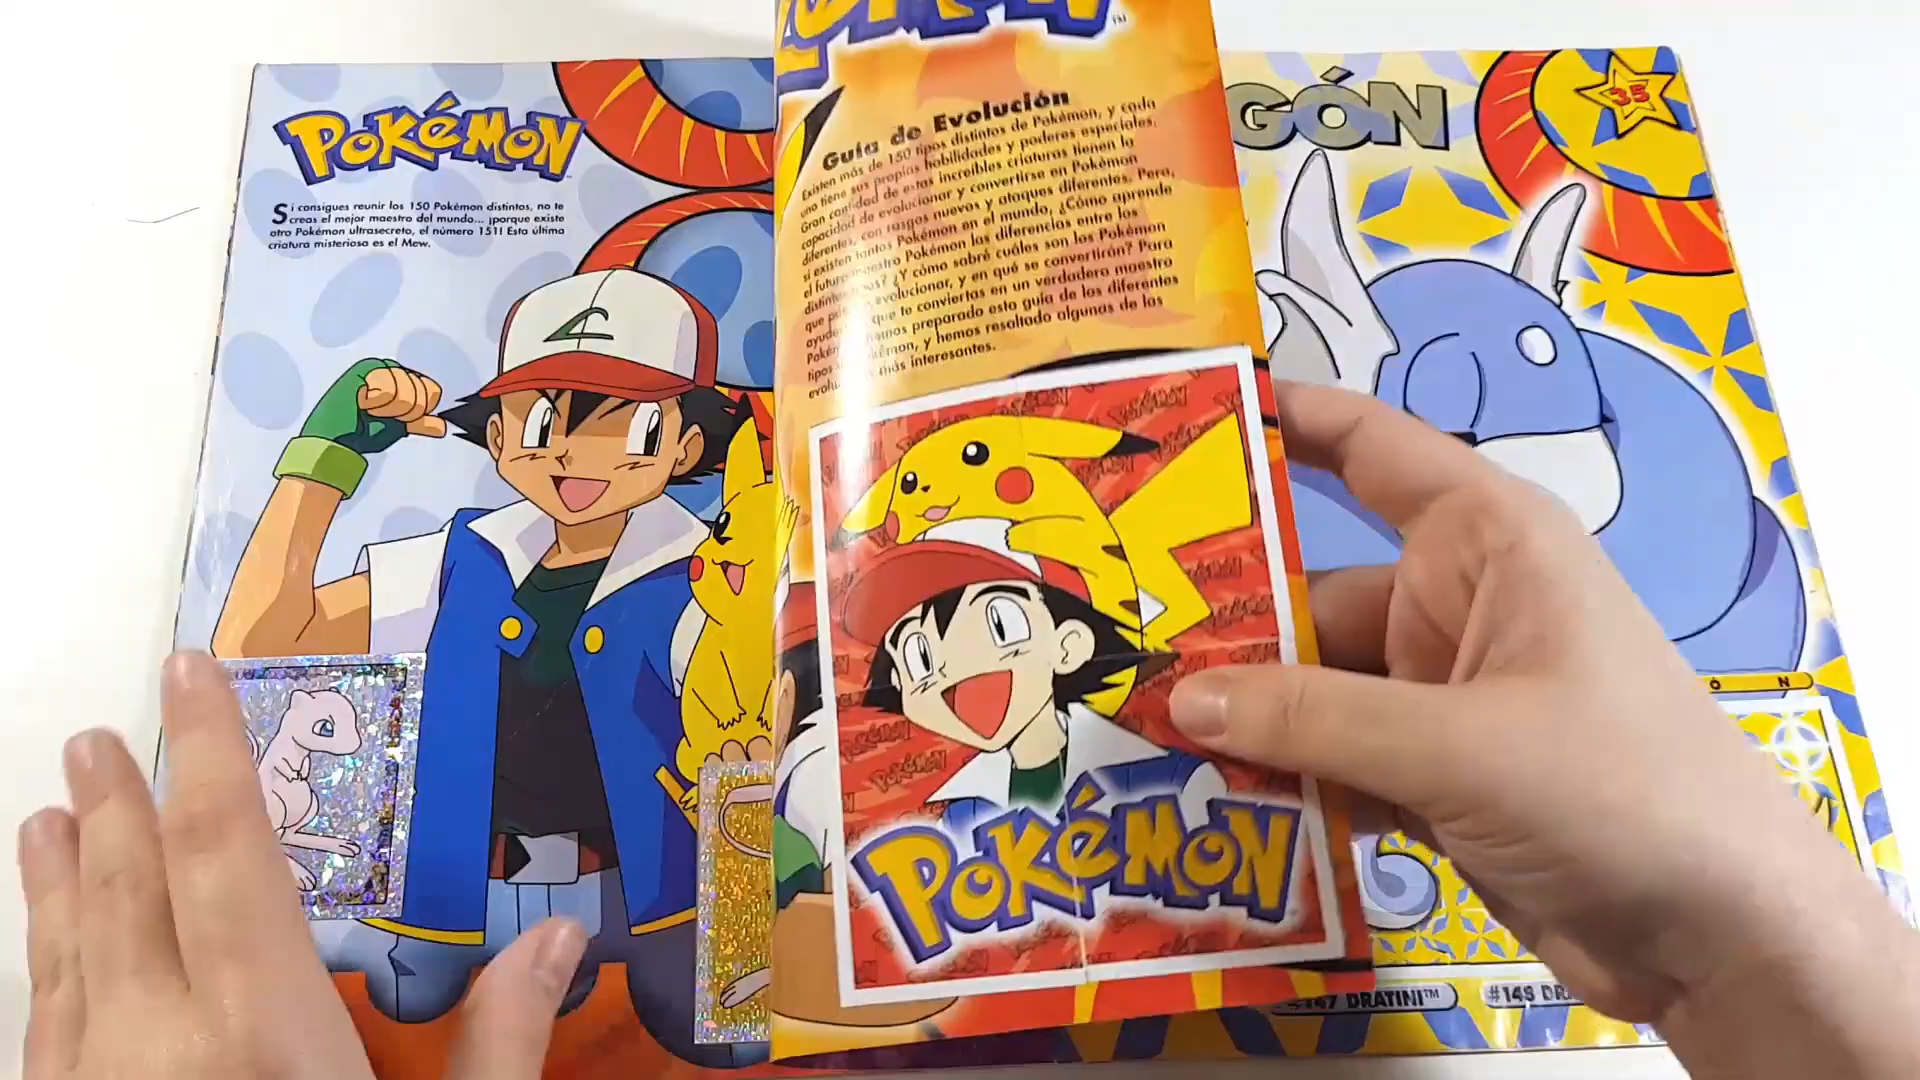 Pokémon
Si consigues reunir los 150 Pokémon distintos, no te
creas el mejor maestro del mundo... ¡porque existe
otro Pokémon ultrasecreto, el número 151! Esta última
criatura misteriosa es el Mew.
Guía de Evolución
Existen más de 150 tipos distintos de Pokémon, y cada
uno tiene sus propias habilidades y poderes especiales.
Gran cantidad de estas increíbles criaturas tienen la
capacidad de evolucionar y convertirse en Pokémon
diferentes, con rasgos nuevos y ataques diferentes. Pero,
si existen tantos Pokémon en el mundo, ¿Cómo aprende
el futuro maestro Pokémon las diferencias entre los
distintos ¿Y cómo sabré cuáles son los Pokémon
que evolucionar, y en qué se convertirán? Para
que te conviertas en un verdadero maestro
hemos preparado esta guía de los diferentes
tipos Pokémon, y hemos resaltado algunas de las
más interesantes.
POKéMON
GÓN
35
Ó N
#147 DRATINI™
#148